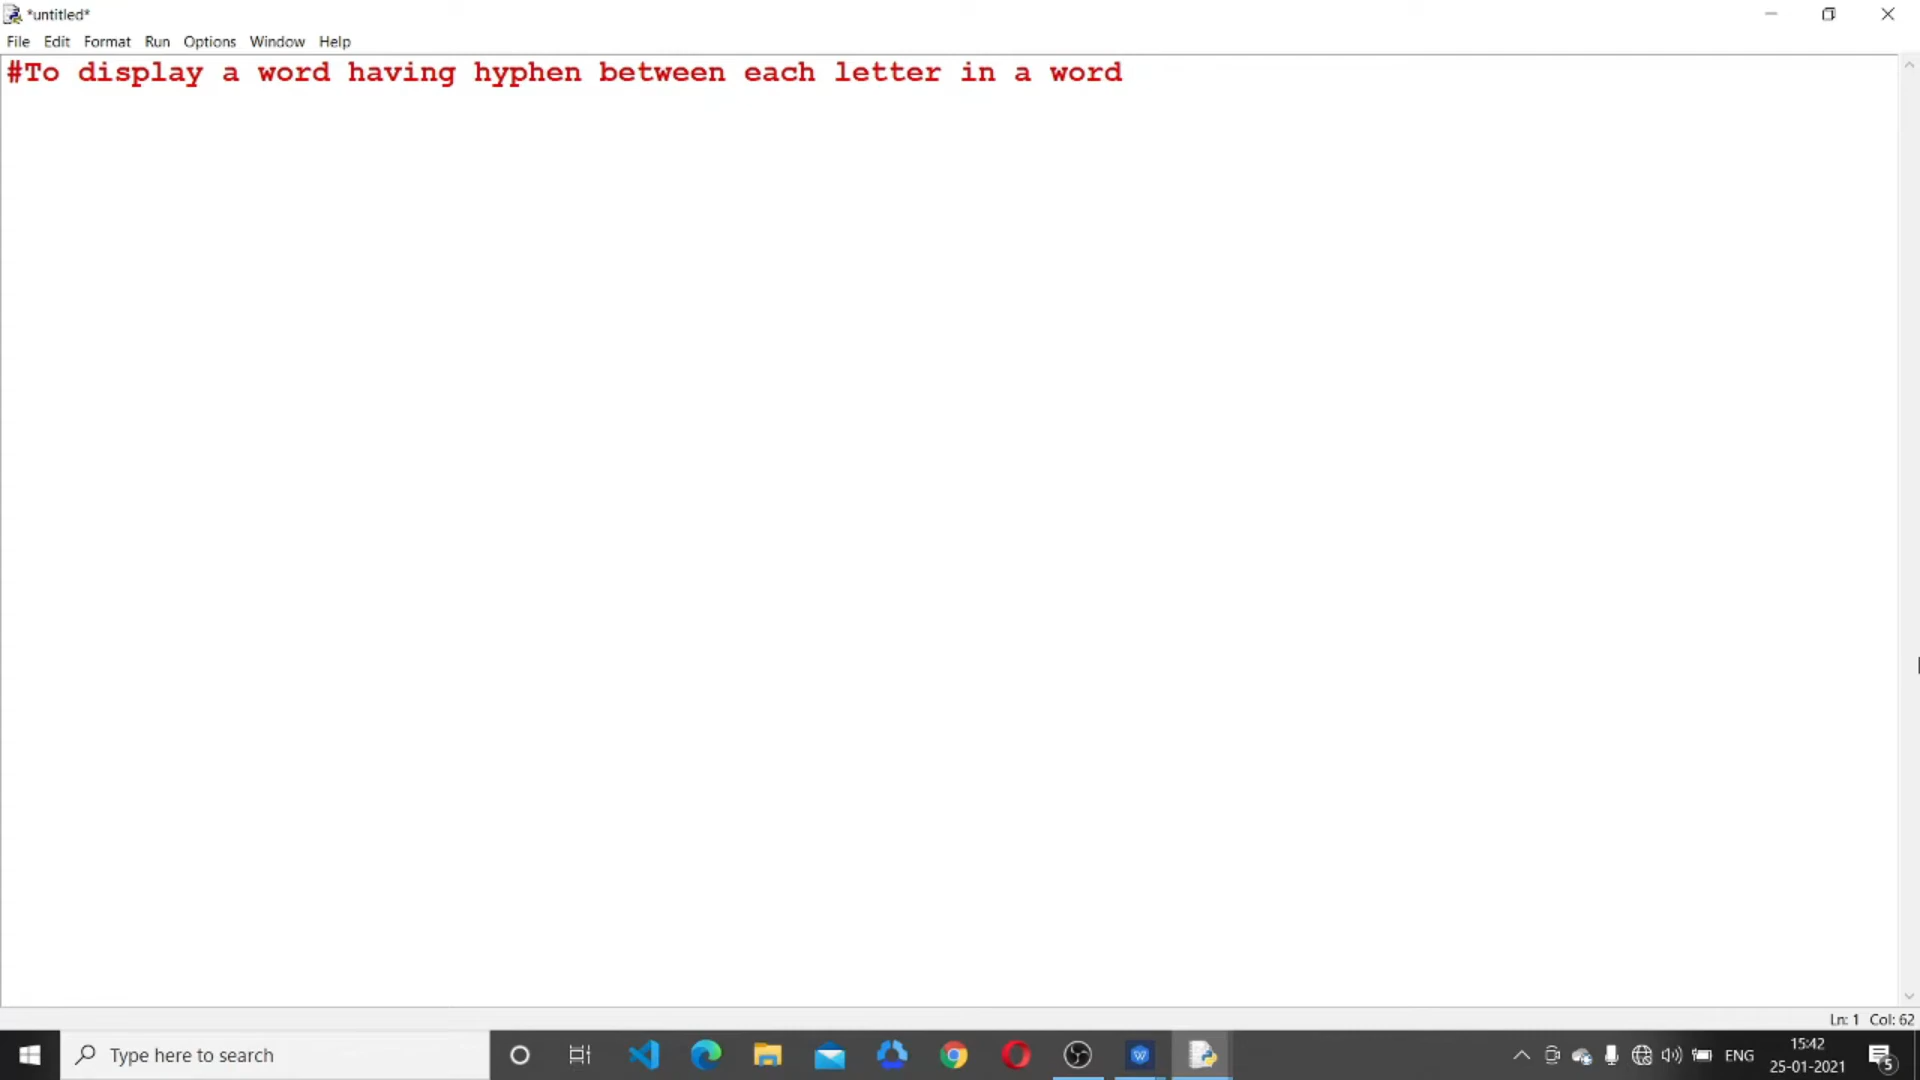 *untitled*
File Edit Format Run Options Window Help
#To display a word having hyphen between each letter in a word
Ln: 1 Col: 62
Type here to search
ENG
15:42
25-01-2021
5